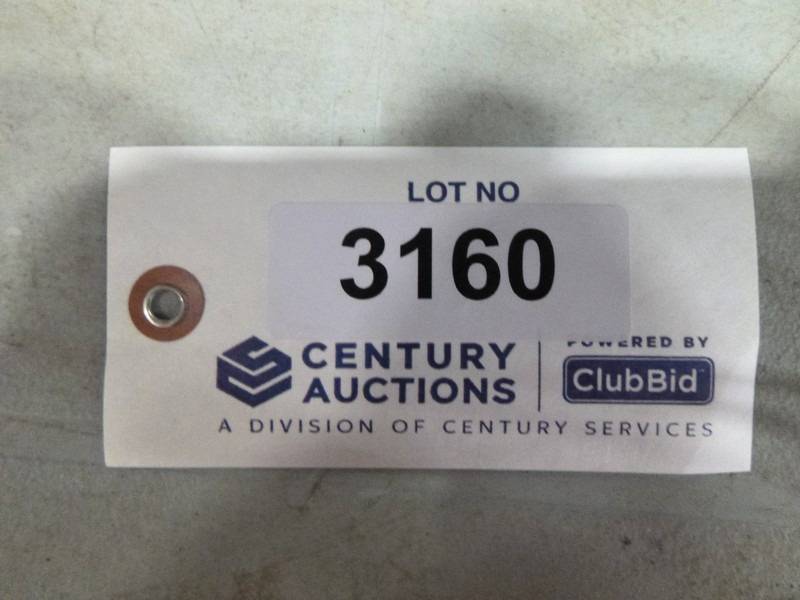 LOT NO
3160
CENTURY AUCTIONS
POWERED BY
ClubBid
A DIVISION OF CENTURY SERVICES